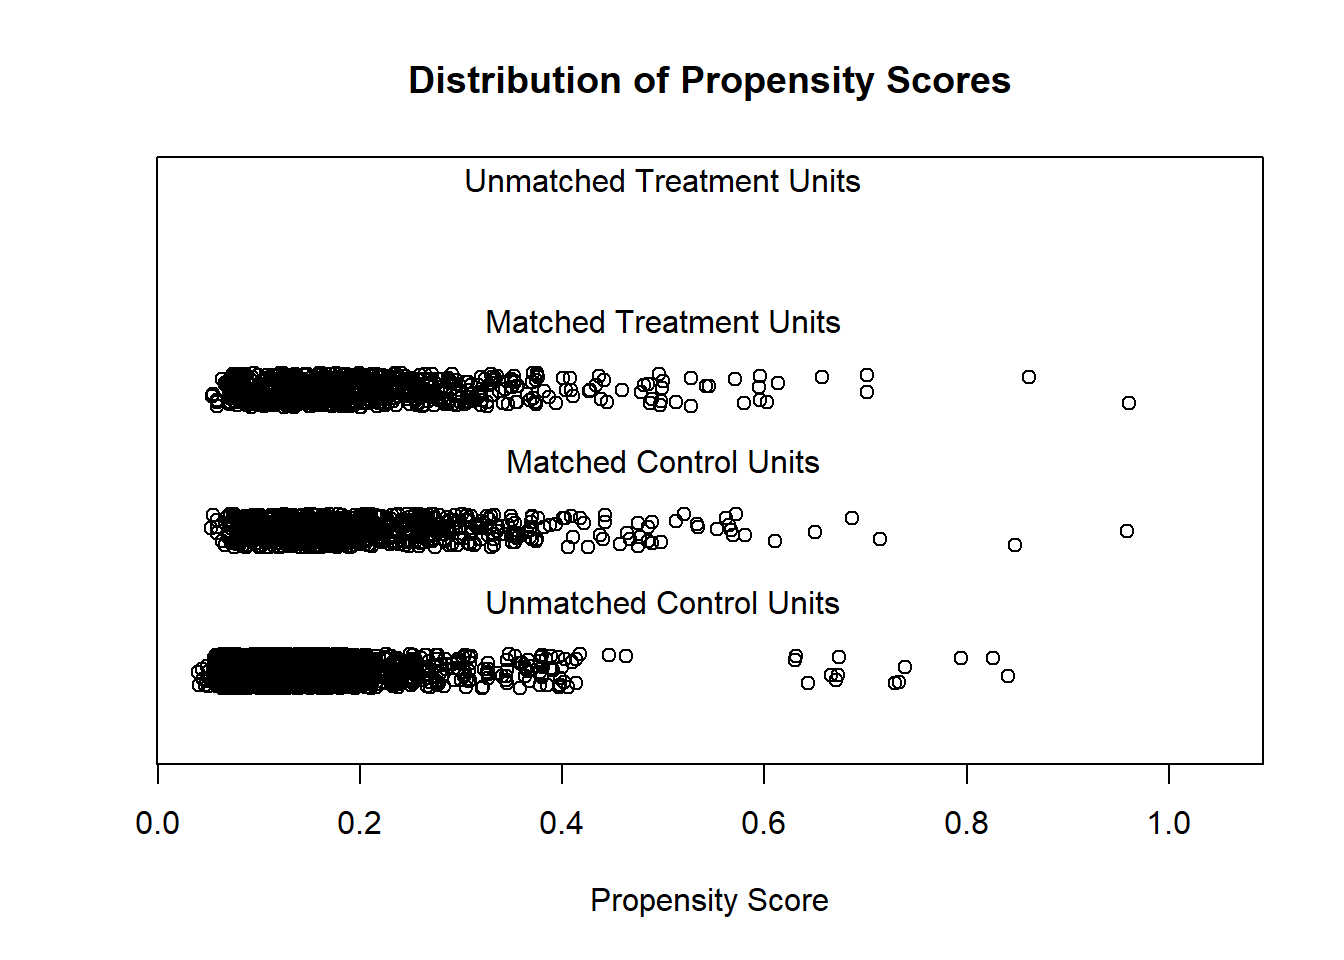 Distribution of Propensity Scores
Unmatched Treatment Units
Matched Treatment Units
Matched Control Units
Unmatched Control Units
0.0 0.2 0.4 0.6 0.8 1.0
Propensity Score